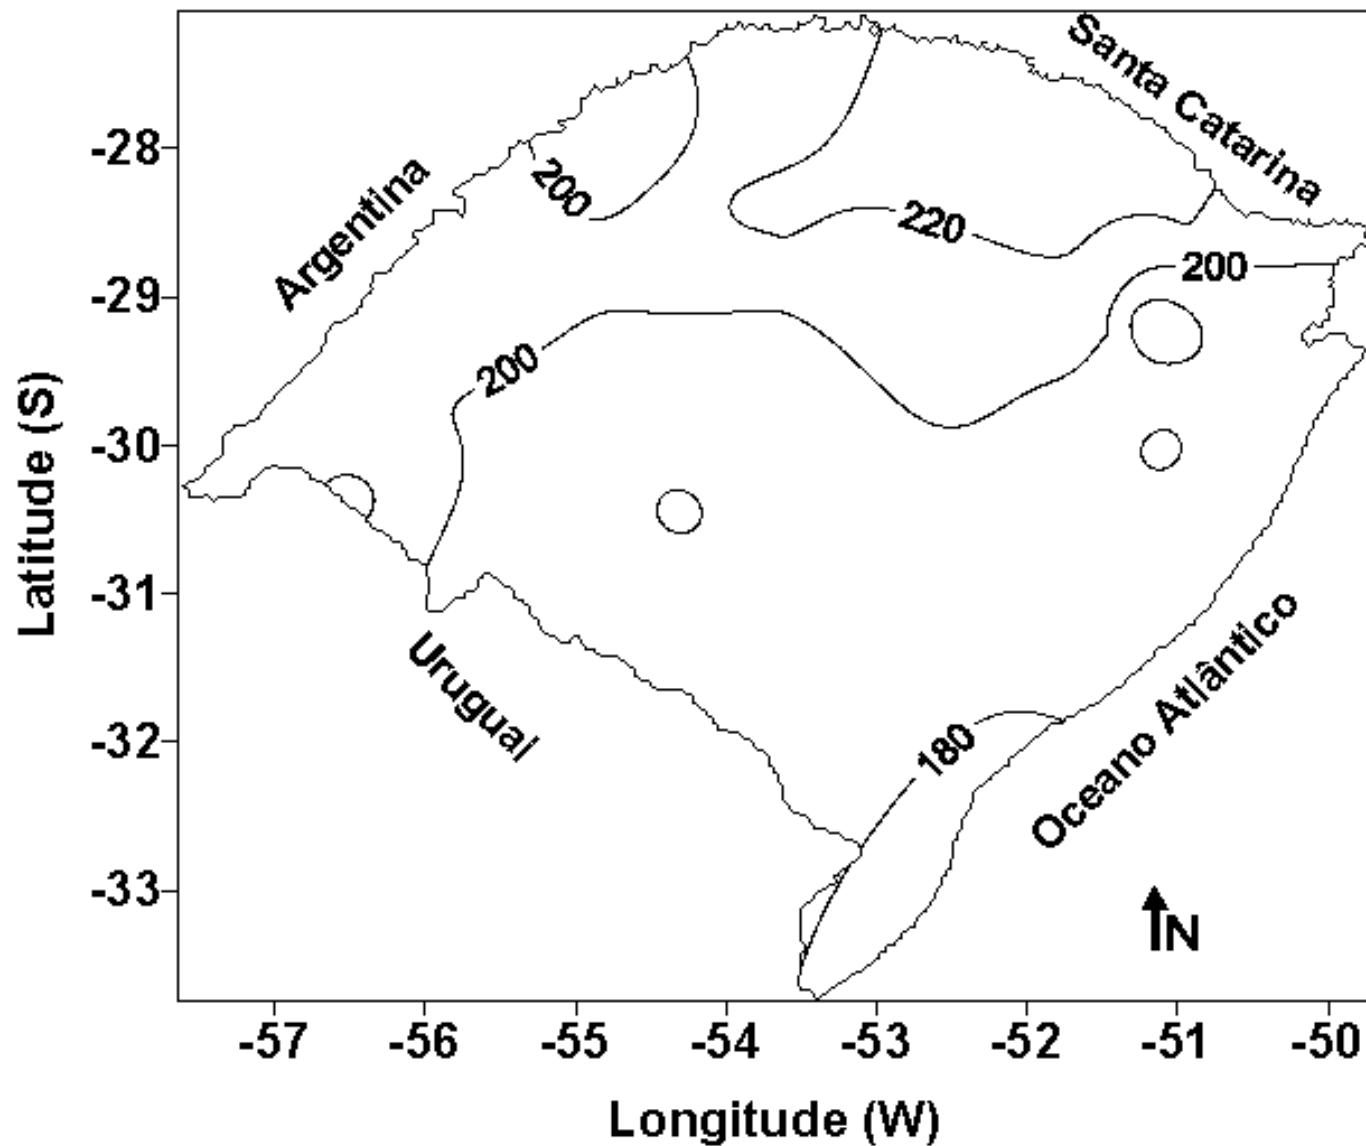 Santa Catarina
-28
Argentina
200
220
200
-29
200
Latitude (S)
-30
-31
Uruguai
Oceano Atlântico
-32
180
-33
N
-57 -56 -55 -54 -53 -52 -51 -50
Longitude (W)